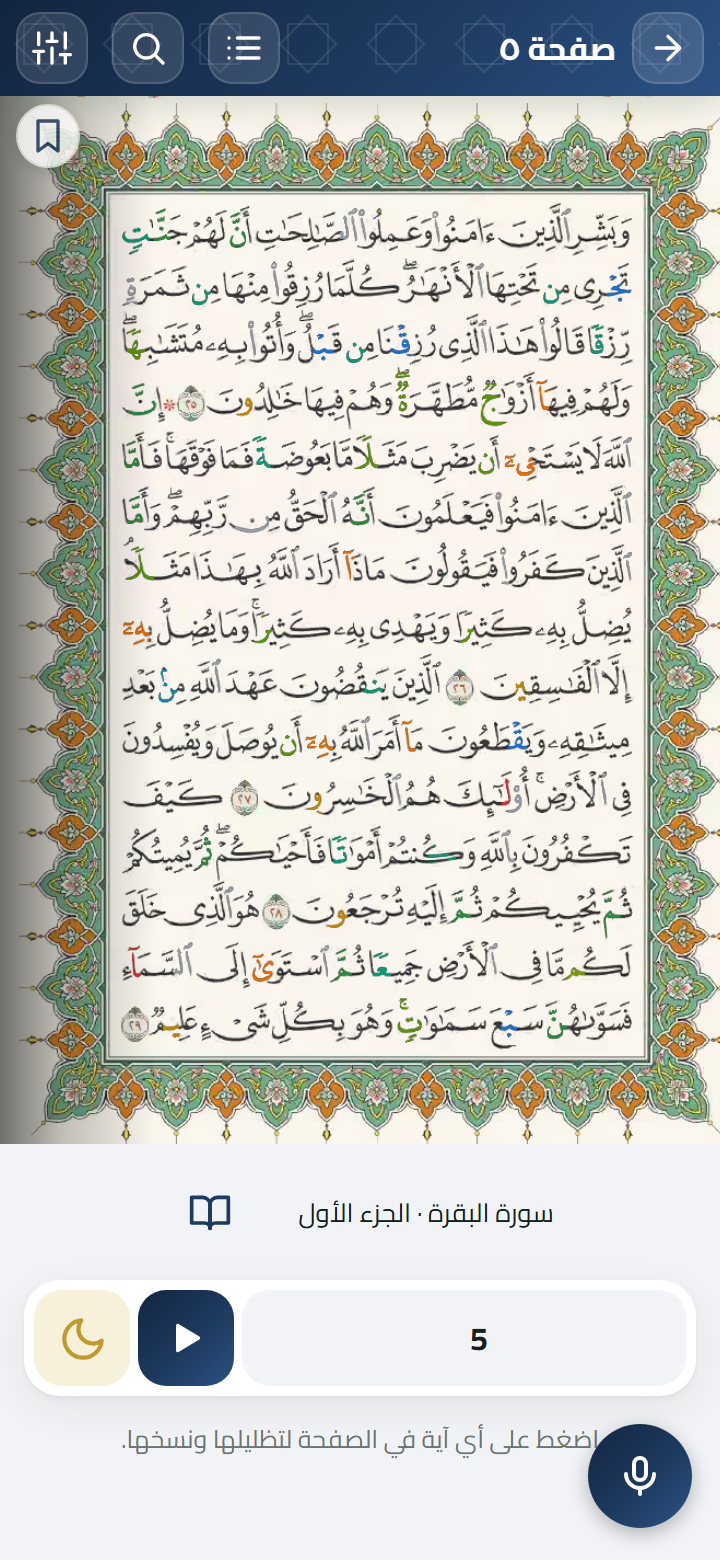 صفحة ٥
وَبَشِّرِ ٱلَّذِينَ ءَامَنُوا۟ وَعَمِلُوا۟ ٱلصَّٰلِحَٰتِ أَنَّ لَهُمْ جَنَّٰتٍ
تَجْرِى مِن تَحْتِهَا ٱلْأَنْهَٰرُ ۖ كُلَّمَا رُزِقُوا۟ مِنْهَا مِن ثَمَرَةٍ
رِّزْقًا قَالُوا۟ هَٰذَا ٱلَّذِى رُزِقْنَا مِن قَبْلُ ۖ وَأُتُوا۟ بِهِۦ مُتَشَٰبِهًا ۖ
وَلَهُمْ فِيهَآ أَزْوَٰجٌ مُّطَهَّرَةٌ ۖ وَهُمْ فِيهَا خَٰلِدُونَ ٢٥ ۞ إِنَّ
ٱللَّهَ لَا يَسْتَحْىِۦٓ أَن يَضْرِبَ مَثَلًا مَّا بَعُوضَةً فَمَا فَوْقَهَا ۚ فَأَمَّا
ٱلَّذِينَ ءَامَنُوا۟ فَيَعْلَمُونَ أَنَّهُ ٱلْحَقُّ مِن رَّبِّهِمْ ۖ وَأَمَّا
ٱلَّذِينَ كَفَرُوا۟ فَيَقُولُونَ مَاذَآ أَرَادَ ٱللَّهُ بِهَٰذَا مَثَلًا ۘ
يُضِلُّ بِهِۦ كَثِيرًا وَيَهْدِى بِهِۦ كَثِيرًا ۚ وَمَا يُضِلُّ بِهِۦٓ
إِلَّا ٱلْفَٰسِقِينَ ٢٦ ٱلَّذِينَ يَنقُضُونَ عَهْدَ ٱللَّهِ مِنۢ بَعْدِ
مِيثَٰقِهِۦ وَيَقْطَعُونَ مَآ أَمَرَ ٱللَّهُ بِهِۦٓ أَن يُوصَلَ وَيُفْسِدُونَ
فِى ٱلْأَرْضِ ۚ أُو۟لَٰٓئِكَ هُمُ ٱلْخَٰسِرُونَ ٢٧ كَيْفَ
تَكْفُرُونَ بِٱللَّهِ وَكُنتُمْ أَمْوَٰتًا فَأَحْيَٰكُمْ ۖ ثُمَّ يُمِيتُكُمْ
ثُمَّ يُحْيِيكُمْ ثُمَّ إِلَيْهِ تُرْجَعُونَ ٢٨ هُوَ ٱلَّذِى خَلَقَ
لَكُم مَّا فِى ٱلْأَرْضِ جَمِيعًا ثُمَّ ٱسْتَوَىٰٓ إِلَى ٱلسَّمَآءِ
فَسَوَّىٰهُنَّ سَبْعَ سَمَٰوَٰتٍ ۚ وَهُوَ بِكُلِّ شَىْءٍ عَلِيمٌ ٢٩
سورة البقرة · الجزء الأول
5
اضغط على أي آية في الصفحة لتظليلها ونسخها.